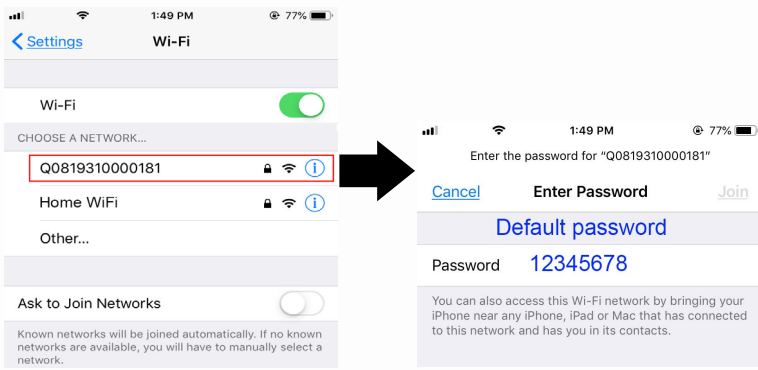 1:49 PM
77%
Settings
Wi-Fi
Wi-Fi
CHOOSE A NETWORK...
Q0819310000181
Home WiFi
Other...
Ask to Join Networks
Known networks will be joined automatically. If no known
networks are available, you will have to manually select a
network.
1:49 PM
77%
Enter the password for “Q0819310000181”
Cancel
Enter Password
Join
Default password
Password
12345678
You can also access this Wi-Fi network by bringing your
iPhone near any iPhone, iPad or Mac that has connected
to this network and has you in its contacts.